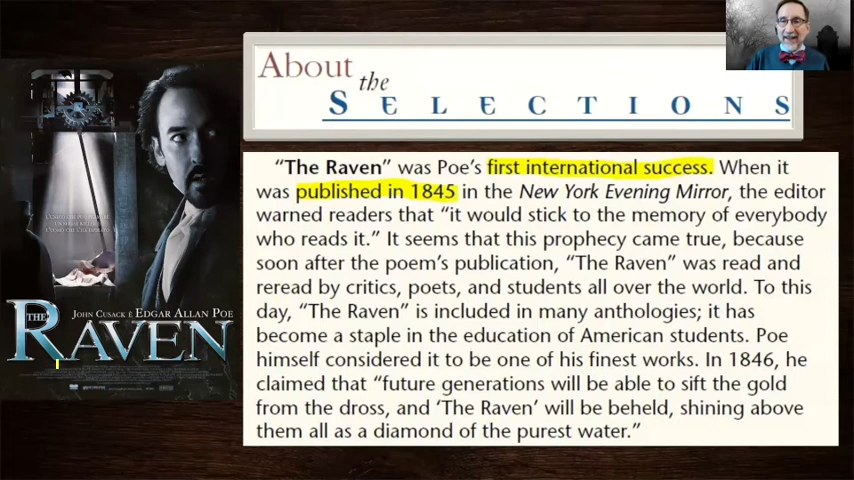 About
the
SELECTIONS
"The Raven" was Poe's first international success. When it
was published in 1845 in the New York Evening Mirror, the editor
warned readers that "it would stick to the memory of everybody
who reads it." It seems that this prophecy came true, because
soon after the poem's publication, "The Raven" was read and
reread by critics, poets, and students all over the world. To this
day, "The Raven" is included in many anthologies; it has
become a staple in the education of American students. Poe
himself considered it to be one of his finest works. In 1846, he
claimed that "future generations will be able to sift the gold
from the dross, and 'The Raven' will be beheld, shining above
them all as a diamond of the purest water."
JOHN CUSACK È EDGAR ALLAN POE
THE
RAVEN